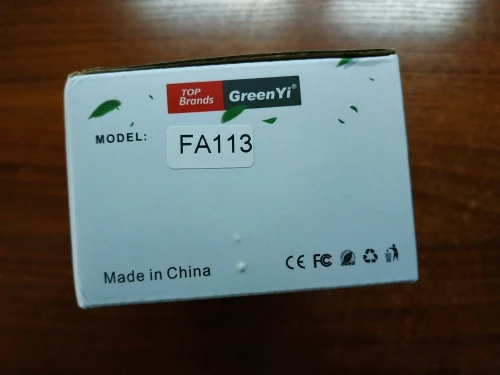 TOP
Brands
GreenYi®
MODEL:
FA113
Made in China
CE FC